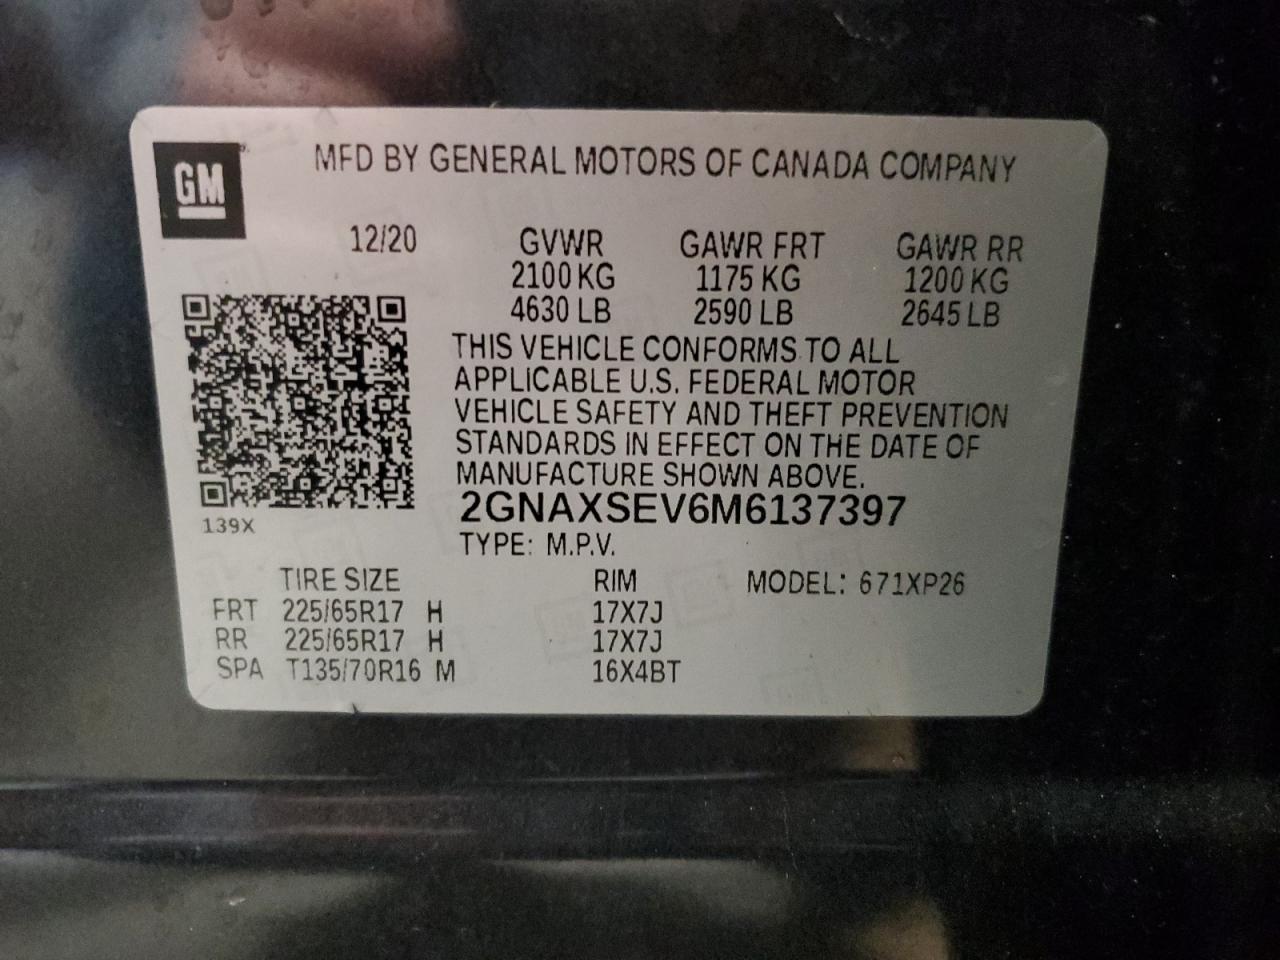 GM
MFD BY GENERAL MOTORS OF CANADA COMPANY
12/20 GVWR GAWR FRT GAWR RR
2100 KG 1175 KG 1200 KG
4630 LB 2590 LB 2645 LB
THIS VEHICLE CONFORMS TO ALL
APPLICABLE U.S. FEDERAL MOTOR
VEHICLE SAFETY AND THEFT PREVENTION
STANDARDS IN EFFECT ON THE DATE OF
MANUFACTURE SHOWN ABOVE.
2GNAXSEV6M6137397
139X
TYPE: M.P.V.
TIRE SIZE RIM MODEL: 671XP26
FRT 225/65R17 H 17X7J
RR 225/65R17 H 17X7J
SPA T135/70R16 M 16X4BT